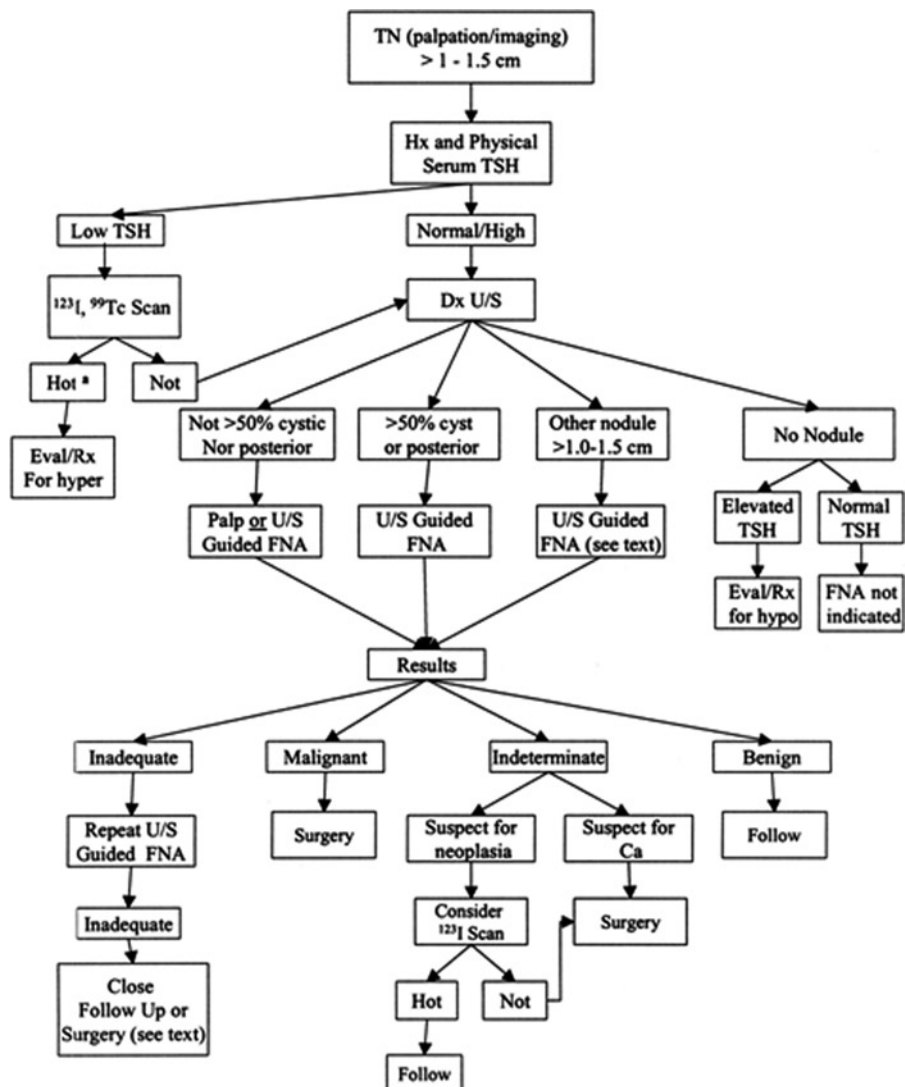 TN (palpation/imaging)
> 1 - 1.5 cm
Hx and Physical
Serum TSH
Low TSH
Normal/High
¹²³I, ⁹⁹Tc Scan
Dx U/S
Hot ᵃ
Not
Eval/Rx
For hyper
Not >50% cystic
Nor posterior
>50% cyst
or posterior
Other nodule
>1.0-1.5 cm
No Nodule
Palp or U/S
Guided FNA
U/S Guided
FNA
U/S Guided
FNA (see text)
Elevated
TSH
Normal
TSH
Eval/Rx
for hypo
FNA not
indicated
Results
Inadequate
Malignant
Indeterminate
Benign
Repeat U/S
Guided FNA
Surgery
Suspect for
neoplasia
Suspect for
Ca
Follow
Inadequate
Consider
¹²³I Scan
Surgery
Close
Follow Up or
Surgery (see text)
Hot
Not
Follow